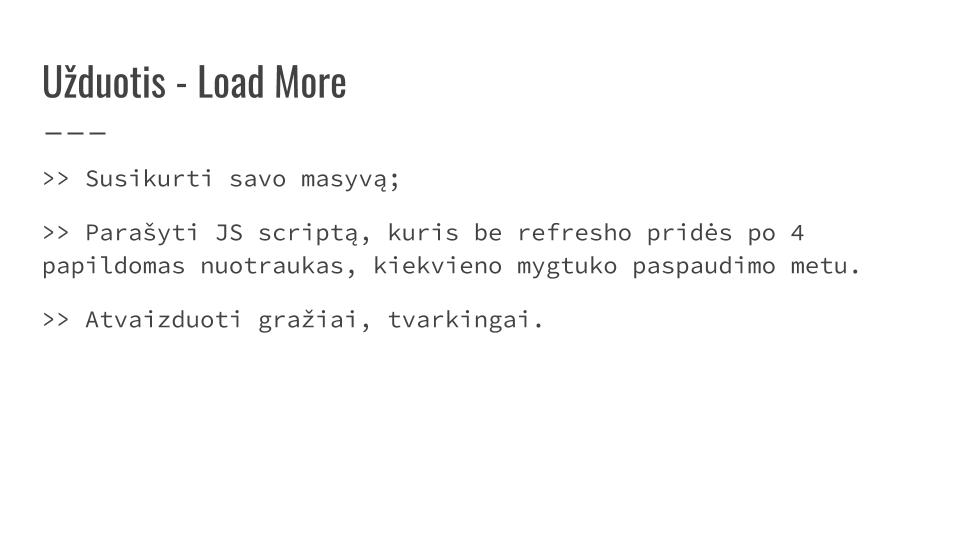 Užduotis - Load More
>> Susikurti savo masyvą;
>> Parašyti JS scriptą, kuris be refresho pridės po 4
papildomas nuotraukas, kiekvieno mygtuko paspaudimo metu.
>> Atvaizduoti gražiai, tvarkingai.